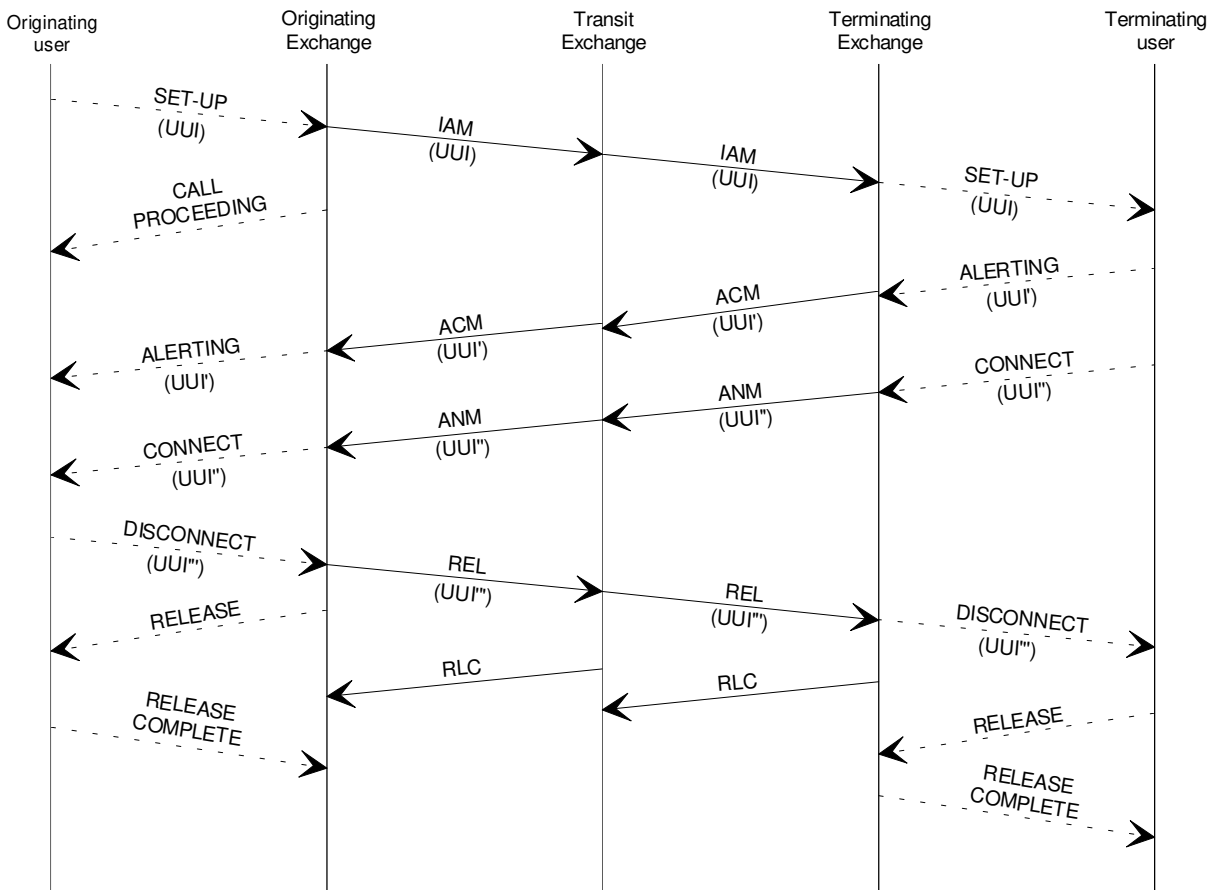 Originating
user
Originating
Exchange
Transit
Exchange
Terminating
Exchange
Terminating
user
SET-UP
(UUI)
IAM
(UUI)
IAM
(UUI)
SET-UP
(UUI)
CALL
PROCEEDING
ALERTING
(UUI')
ACM
(UUI')
ACM
(UUI')
ALERTING
(UUI')
CONNECT
(UUI'')
ANM
(UUI'')
ANM
(UUI'')
CONNECT
(UUI'')
DISCONNECT
(UUI''')
REL
(UUI''')
REL
(UUI''')
DISCONNECT
(UUI''')
RELEASE
RLC
RLC
RELEASE
COMPLETE
RELEASE
RELEASE
COMPLETE